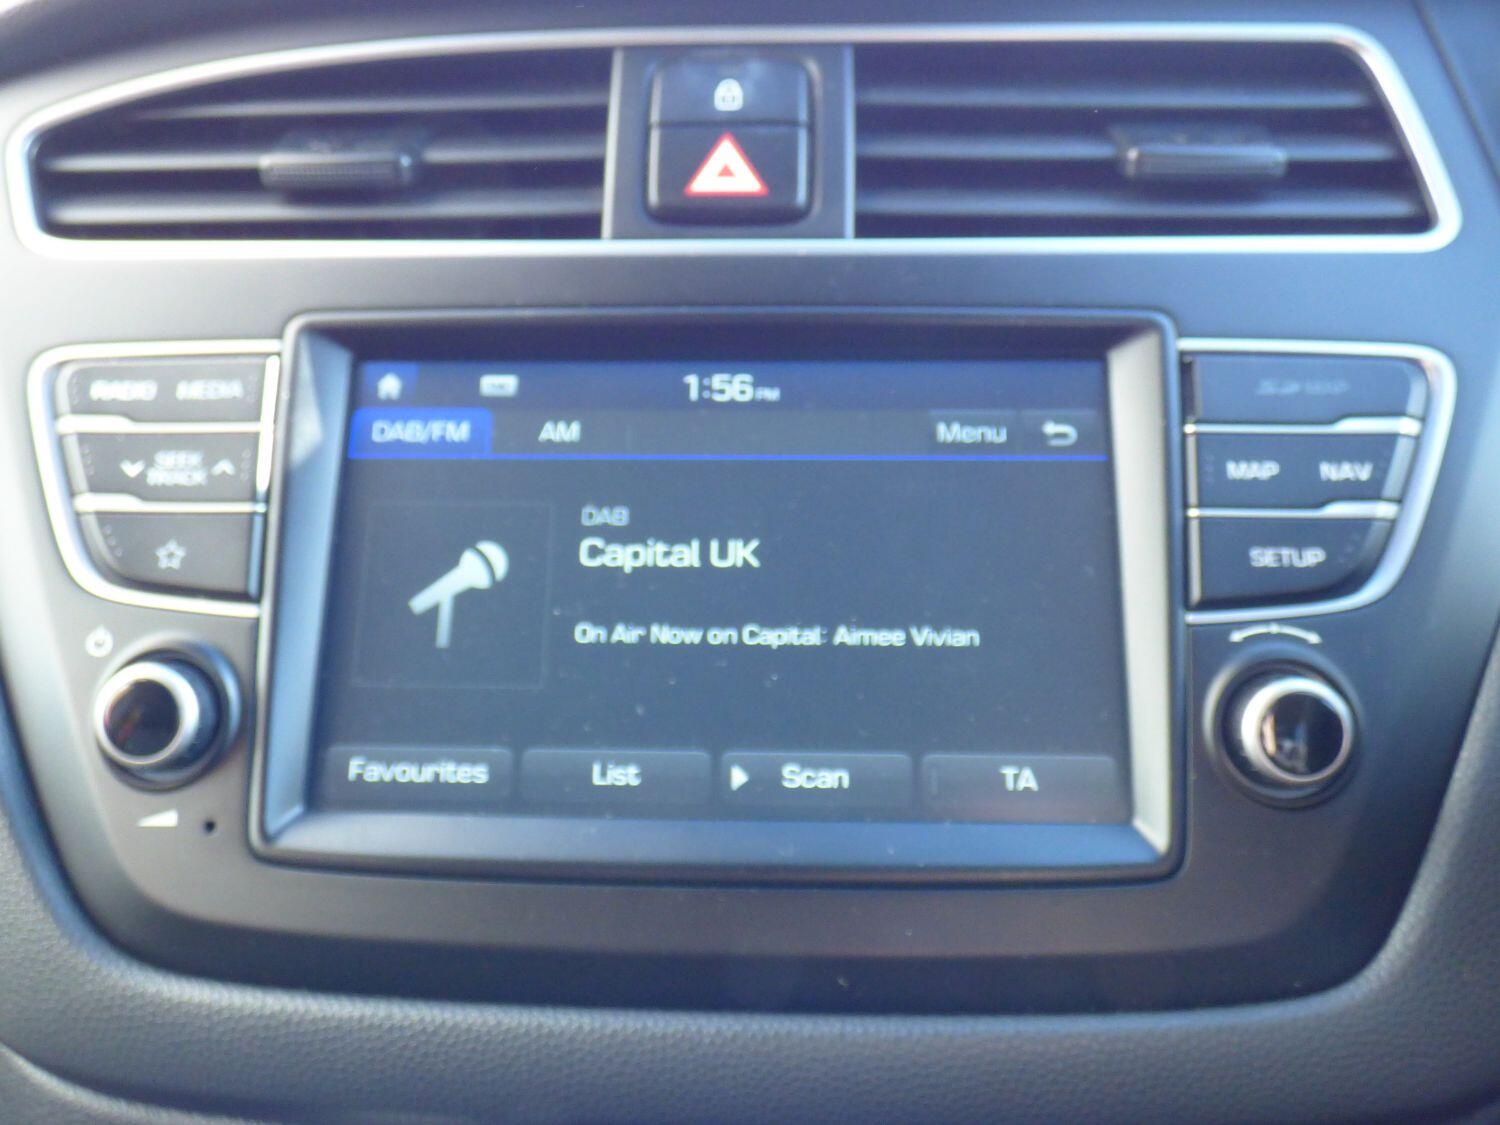 1:56 PM
RADIO MEDIA
DAB/FM AM Menu
SEEK
TRACK
MAP NAV
DAB
Capital UK
SETUP
On Air Now on Capital: Aimee Vivian
Favourites List Scan TA